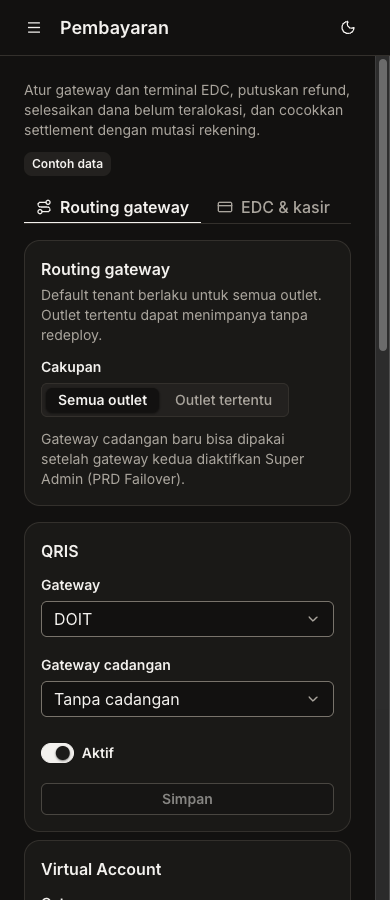 Pembayaran
Atur gateway dan terminal EDC, putuskan refund,
selesaikan dana belum teralokasi, dan cocokkan
settlement dengan mutasi rekening.
Contoh data
Routing gateway
EDC & kasir
Routing gateway
Default tenant berlaku untuk semua outlet.
Outlet tertentu dapat menimpanya tanpa
redeploy.
Cakupan
Semua outlet
Outlet tertentu
Gateway cadangan baru bisa dipakai
setelah gateway kedua diaktifkan Super
Admin (PRD Failover).
QRIS
Gateway
DOIT
Gateway cadangan
Tanpa cadangan
Aktif
Simpan
Virtual Account